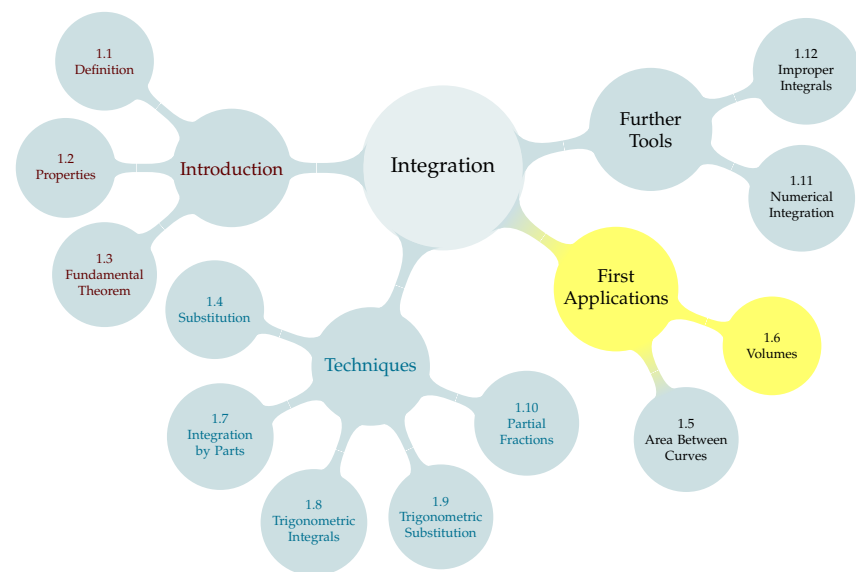 Integration
Introduction
1.1
Definition
1.2
Properties
1.3
Fundamental
Theorem
Techniques
1.4
Substitution
1.7
Integration
by Parts
1.8
Trigonometric
Integrals
1.9
Trigonometric
Substitution
1.10
Partial
Fractions
First
Applications
1.5
Area Between
Curves
1.6
Volumes
Further
Tools
1.11
Numerical
Integration
1.12
Improper
Integrals